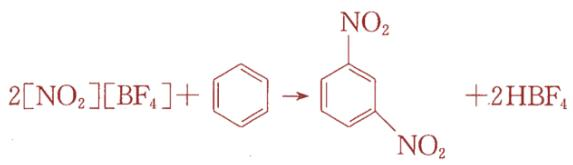 NO₂
2[NO₂][BF₄]+ → +2HBF₄
NO₂